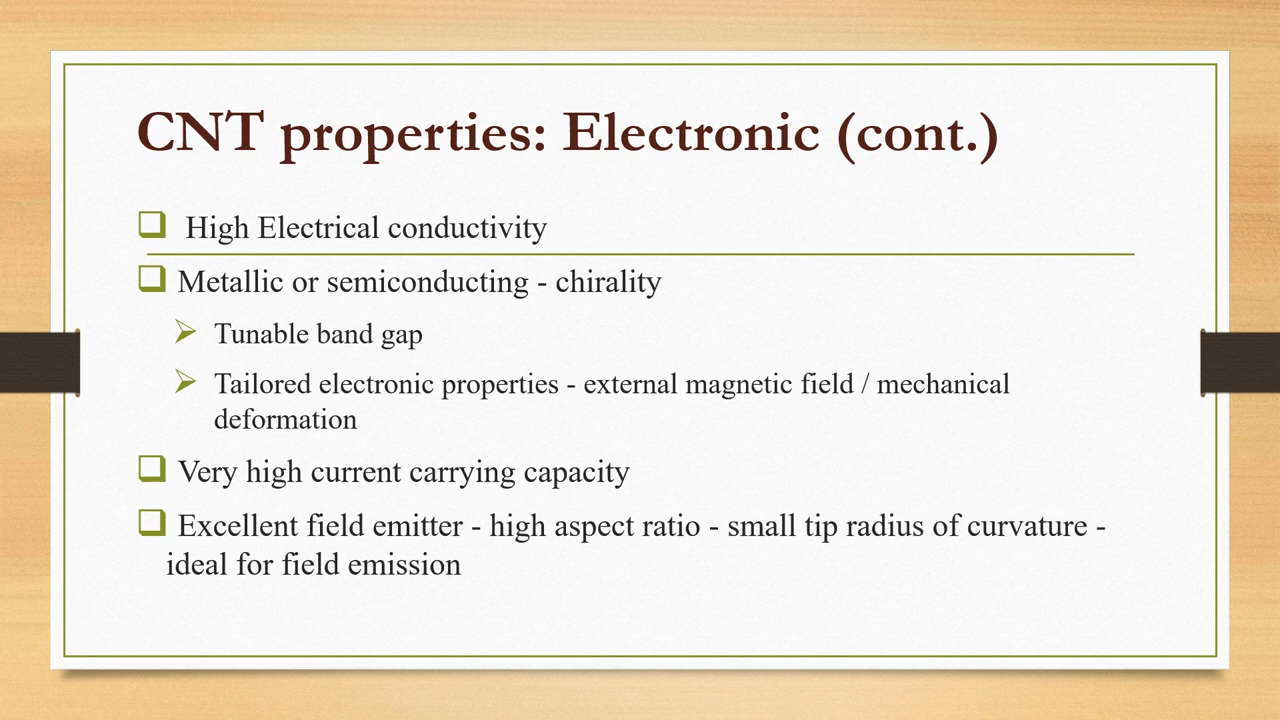 CNT properties: Electronic (cont.)
High Electrical conductivity
Metallic or semiconducting - chirality
Tunable band gap
Tailored electronic properties - external magnetic field / mechanical
deformation
Very high current carrying capacity
Excellent field emitter - high aspect ratio - small tip radius of curvature -
ideal for field emission